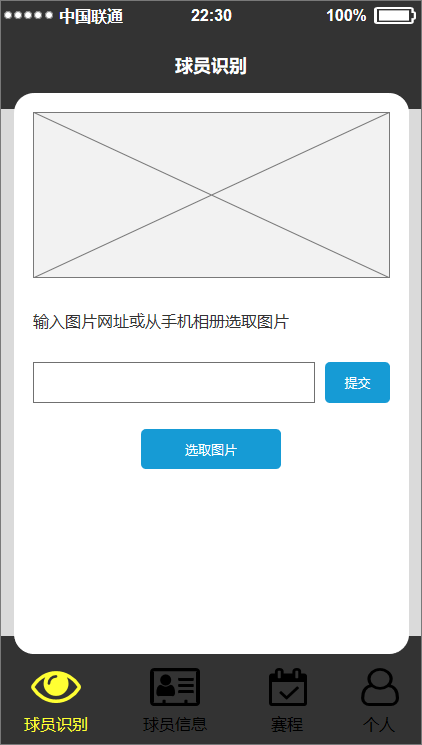 中国联通 22:30 100%
球员识别
输入图片网址或从手机相册选取图片
提交
选取图片
球员识别 球员信息 赛程 个人